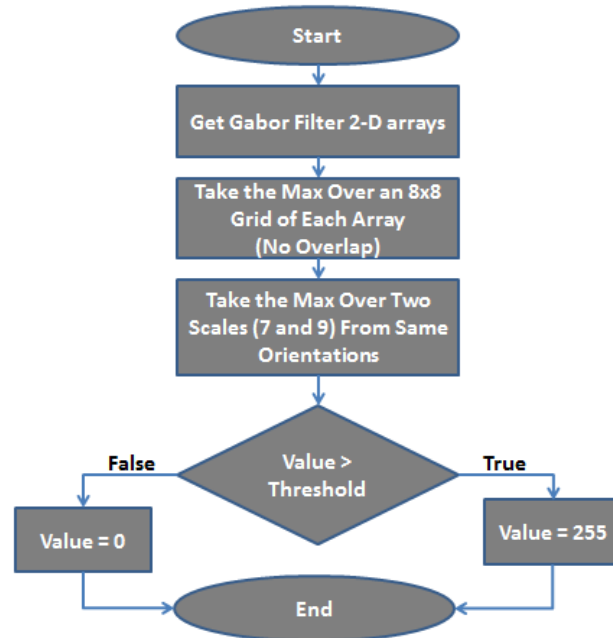 Start
Get Gabor Filter 2-D arrays
Take the Max Over an 8x8
Grid of Each Array
(No Overlap)
Take the Max Over Two
Scales (7 and 9) From Same
Orientations
False
Value >
Threshold
True
Value = 0
Value = 255
End